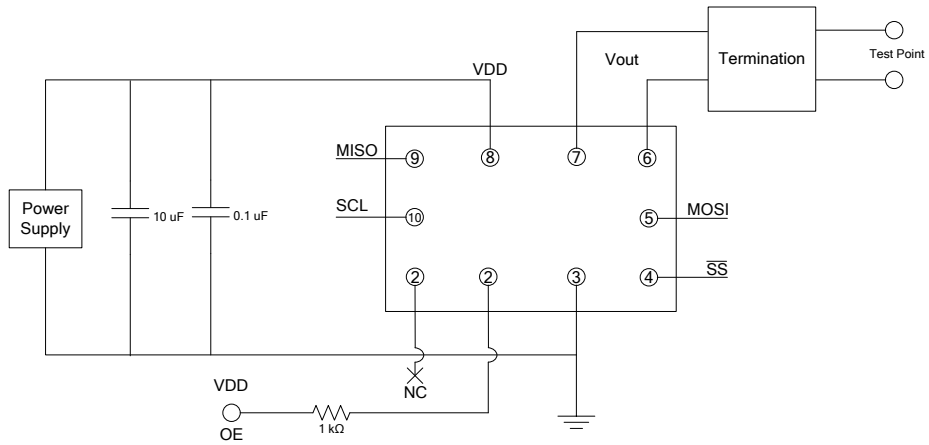 Vout
Termination
Test Point
VDD
MISO
9
8
7
6
Power
Supply
10 uF
0.1 uF
SCL
10
5
MOSI
2
2
3
4
SS
NC
VDD
OE
1 kΩ